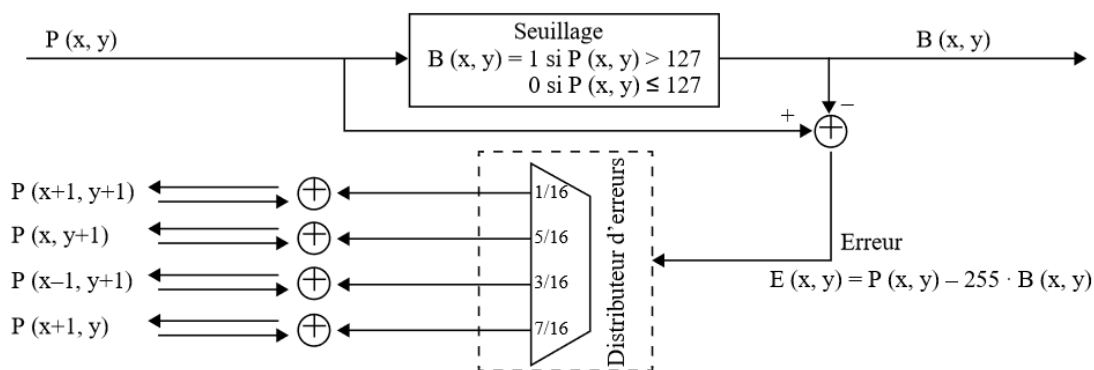 P (x, y)
Seuillage
B (x, y) = 1 si P (x, y) > 127
0 si P (x, y) ≤ 127
B (x, y)
+
–
P (x+1, y+1)
P (x, y+1)
P (x–1, y+1)
P (x+1, y)
1/16
5/16
3/16
7/16
Distributeur d'erreurs
Erreur
E (x, y) = P (x, y) – 255 · B (x, y)